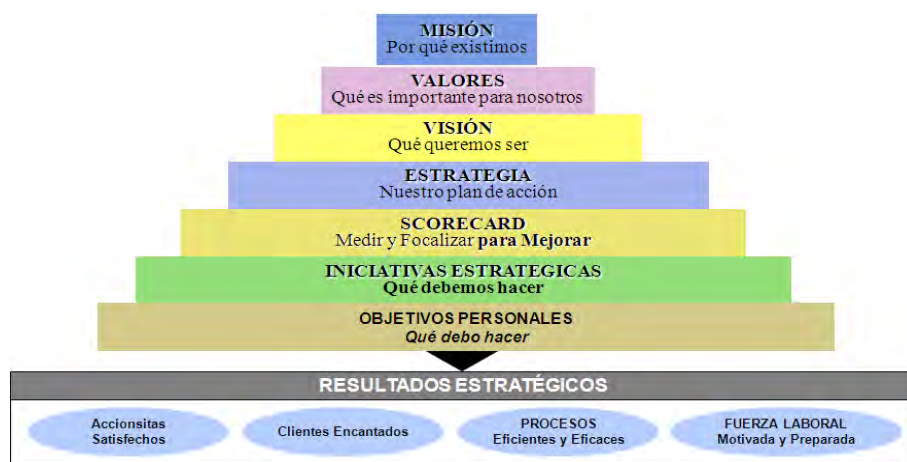 MISIÓN
Por qué existimos
VALORES
Qué es importante para nosotros
VISIÓN
Qué queremos ser
ESTRATEGIA
Nuestro plan de acción
SCORECARD
Medir y Focalizar para Mejorar
INICIATIVAS ESTRATEGICAS
Qué debemos hacer
OBJETIVOS PERSONALES
Qué debo hacer
RESULTADOS ESTRATÉGICOS
Accionsitas
Satisfechos
Clientes Encantados
PROCESOS
Eficientes y Eficaces
FUERZA LABORAL
Motivada y Preparada